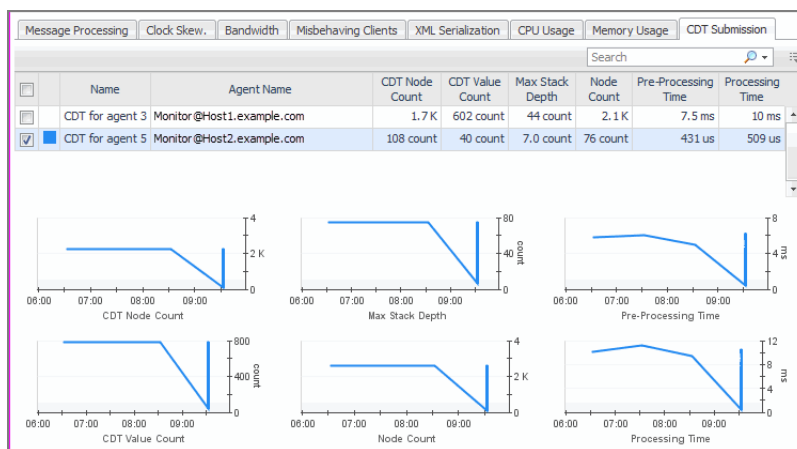 Message Processing Clock Skew. Bandwidth Misbehaving Clients XML Serialization CPU Usage Memory Usage CDT Submission
Search
Name Agent Name CDT Node Count CDT Value Count Max Stack Depth Node Count Pre-Processing Time Processing Time
CDT for agent 3 Monitor@Host1.example.com 1.7 K 602 count 44 count 2.1 K 7.5 ms 10 ms
CDT for agent 5 Monitor@Host2.example.com 108 count 40 count 7.0 count 76 count 431 us 509 us
4
2 K
0
06:00 07:00 08:00 09:00
CDT Node Count
80
40
0
count
06:00 07:00 08:00 09:00
Max Stack Depth
8
4
0
ms
06:00 07:00 08:00 09:00
Pre-Processing Time
800
400
0
count
06:00 07:00 08:00 09:00
CDT Value Count
4
2 K
0
06:00 07:00 08:00 09:00
Node Count
12
8
4
0
ms
06:00 07:00 08:00 09:00
Processing Time